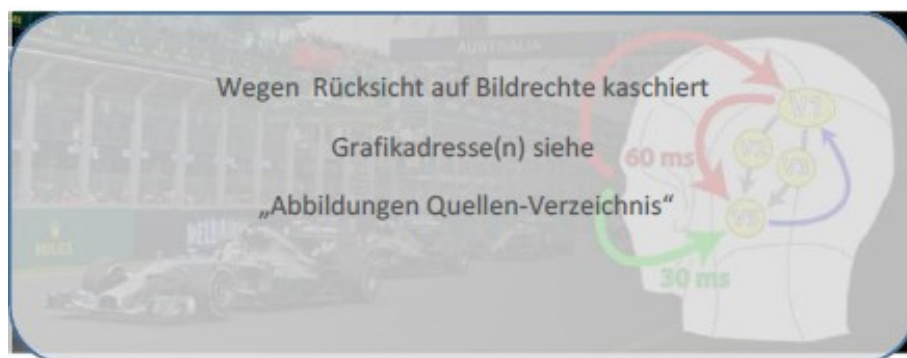 AUSTRALIA
Wegen Rücksicht auf Bildrechte kaschiert
Grafikadresse(n) siehe
„Abbildungen Quellen-Verzeichnis“
V1
V2
V3
60 ms
V5
30 ms
ROLEX